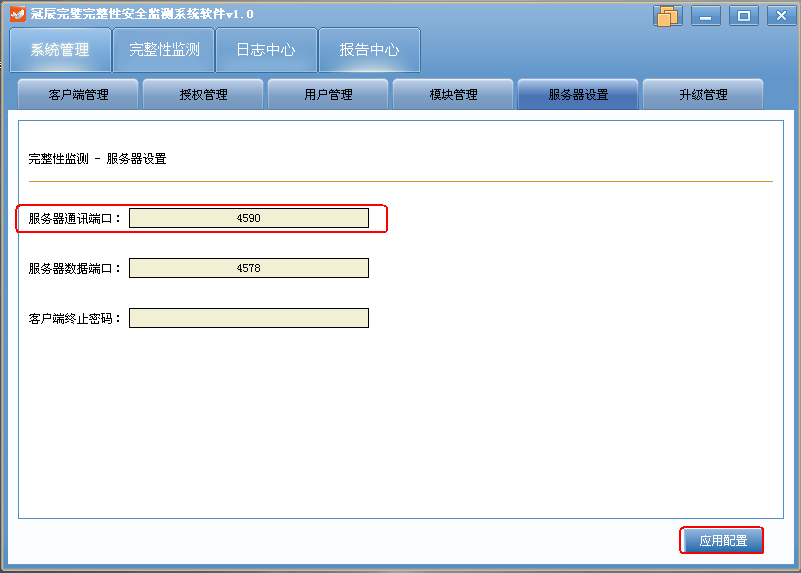 冠辰完璧完整性安全监测系统软件v1.0
系统管理 完整性监测 日志中心 报告中心
客户端管理 授权管理 用户管理 模块管理 服务器设置 升级管理
完整性监测 - 服务器设置
服务器通讯端口： 4590
服务器数据端口： 4578
客户端终止密码：
应用配置